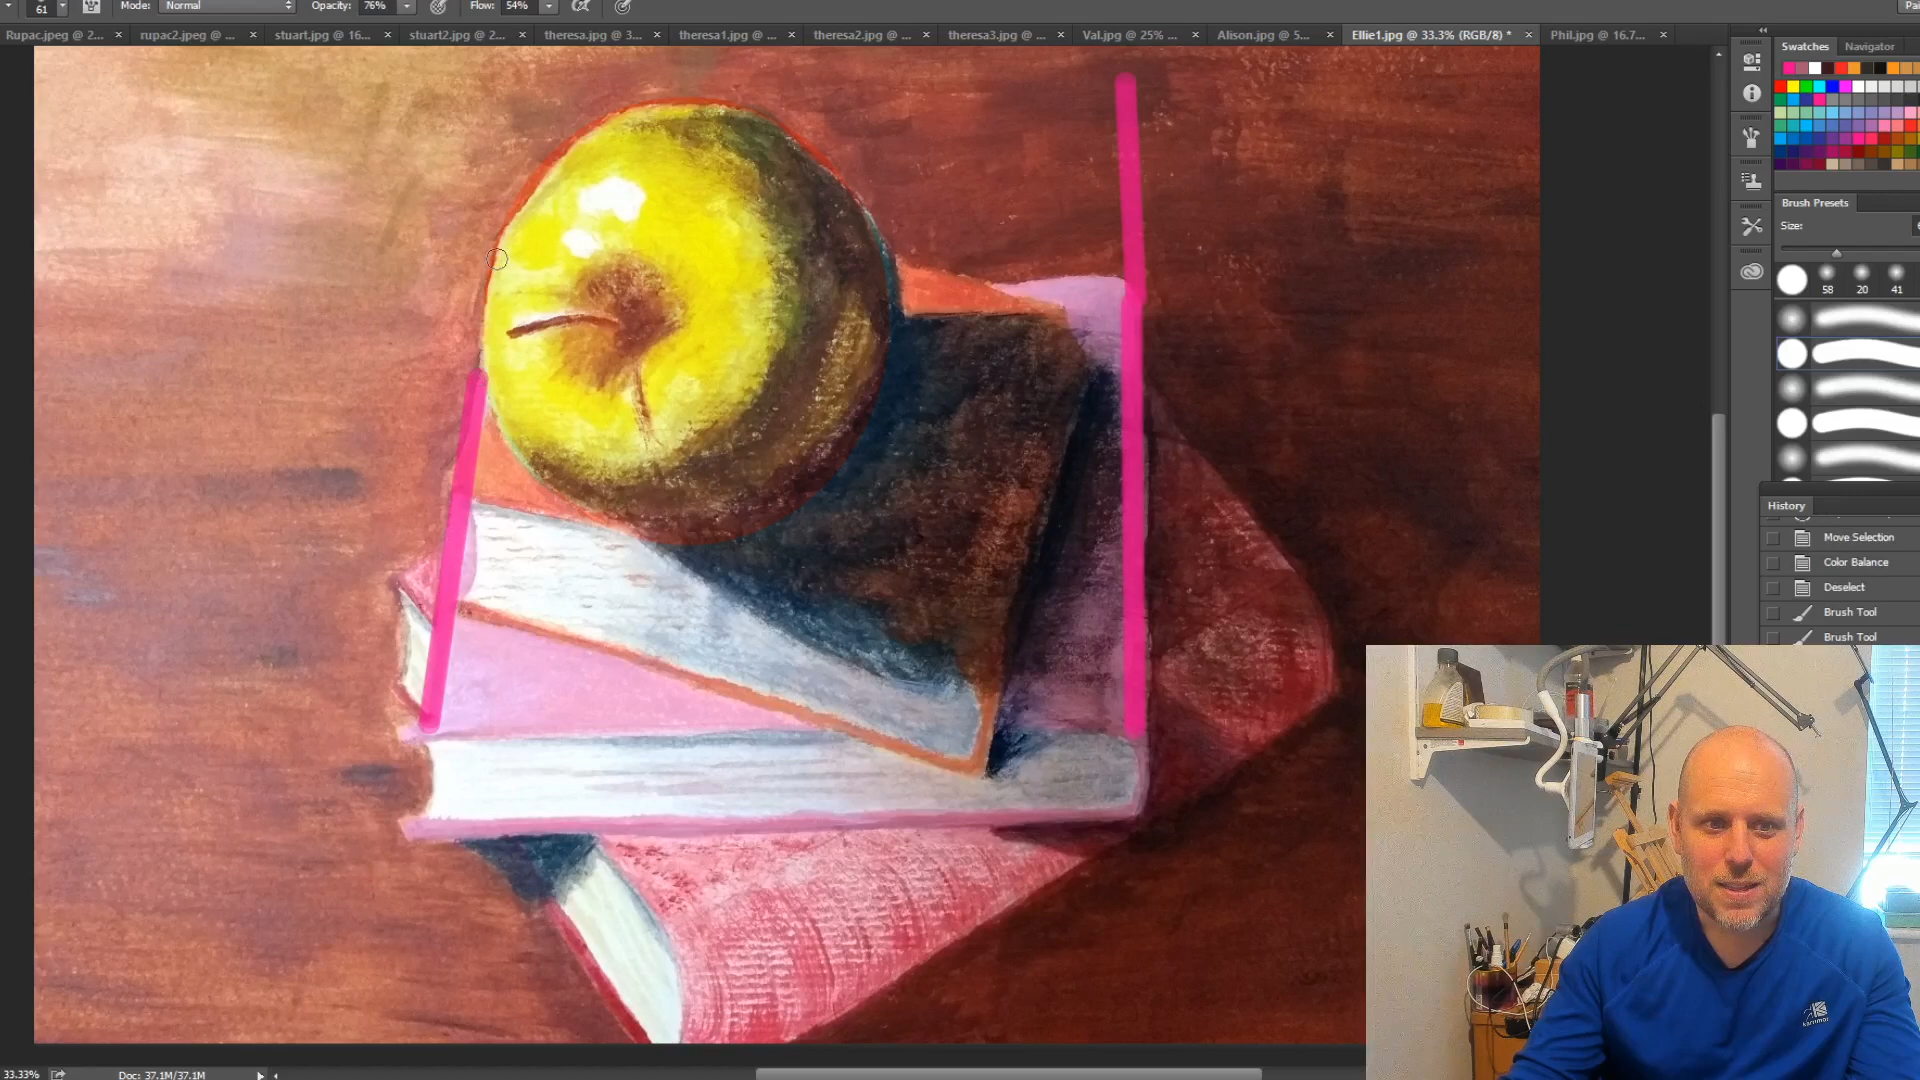 61 Mode: Normal Opacity: 76% Flow: 54%
Rupac.jpeg @ 2... × rupac2.jpeg @ ... × stuart.jpg @ 16... × stuart2.jpg @ 2... × theresa.jpg @ 3... × theresa1.jpg @ ... × theresa2.jpg @ ... × theresa3.jpg @ ... × Val.jpg @ 25% ... × Alison.jpg @ 5... × Ellie1.jpg @ 33.3% (RGB/8) * × Phil.jpg @ 16.7... ×
Swatches Navigator
Brush Presets
Size:
58 20 41
History
Move Selection
Color Balance
Deselect
Brush Tool
Brush Tool
karrimor
33.33% Doc: 37.1M/37.1M